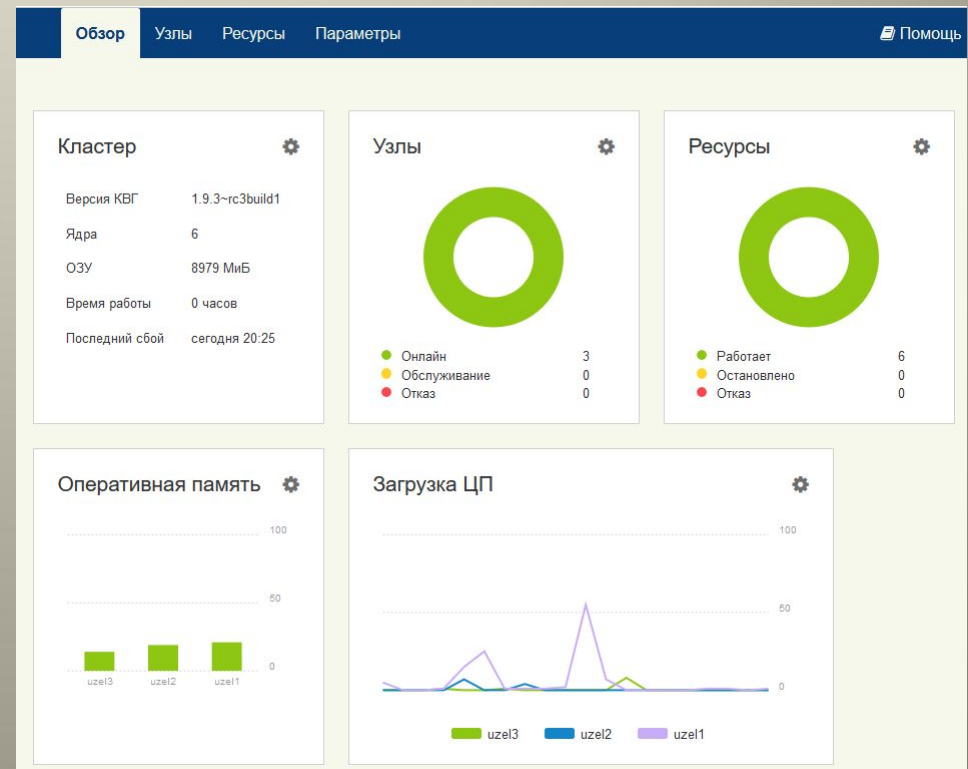 Обзор Узлы Ресурсы Параметры Помощь
Кластер
Версия КВГ 1.9.3~rc3build1
Ядра 6
ОЗУ 8979 МиБ
Время работы 0 часов
Последний сбой сегодня 20:25
Узлы
Онлайн 3
Обслуживание 0
Отказ 0
Ресурсы
Работает 6
Остановлено 0
Отказ 0
Оперативная память
100
50
0
uzel3 uzel2 uzel1
Загрузка ЦП
100
50
0
uzel3 uzel2 uzel1